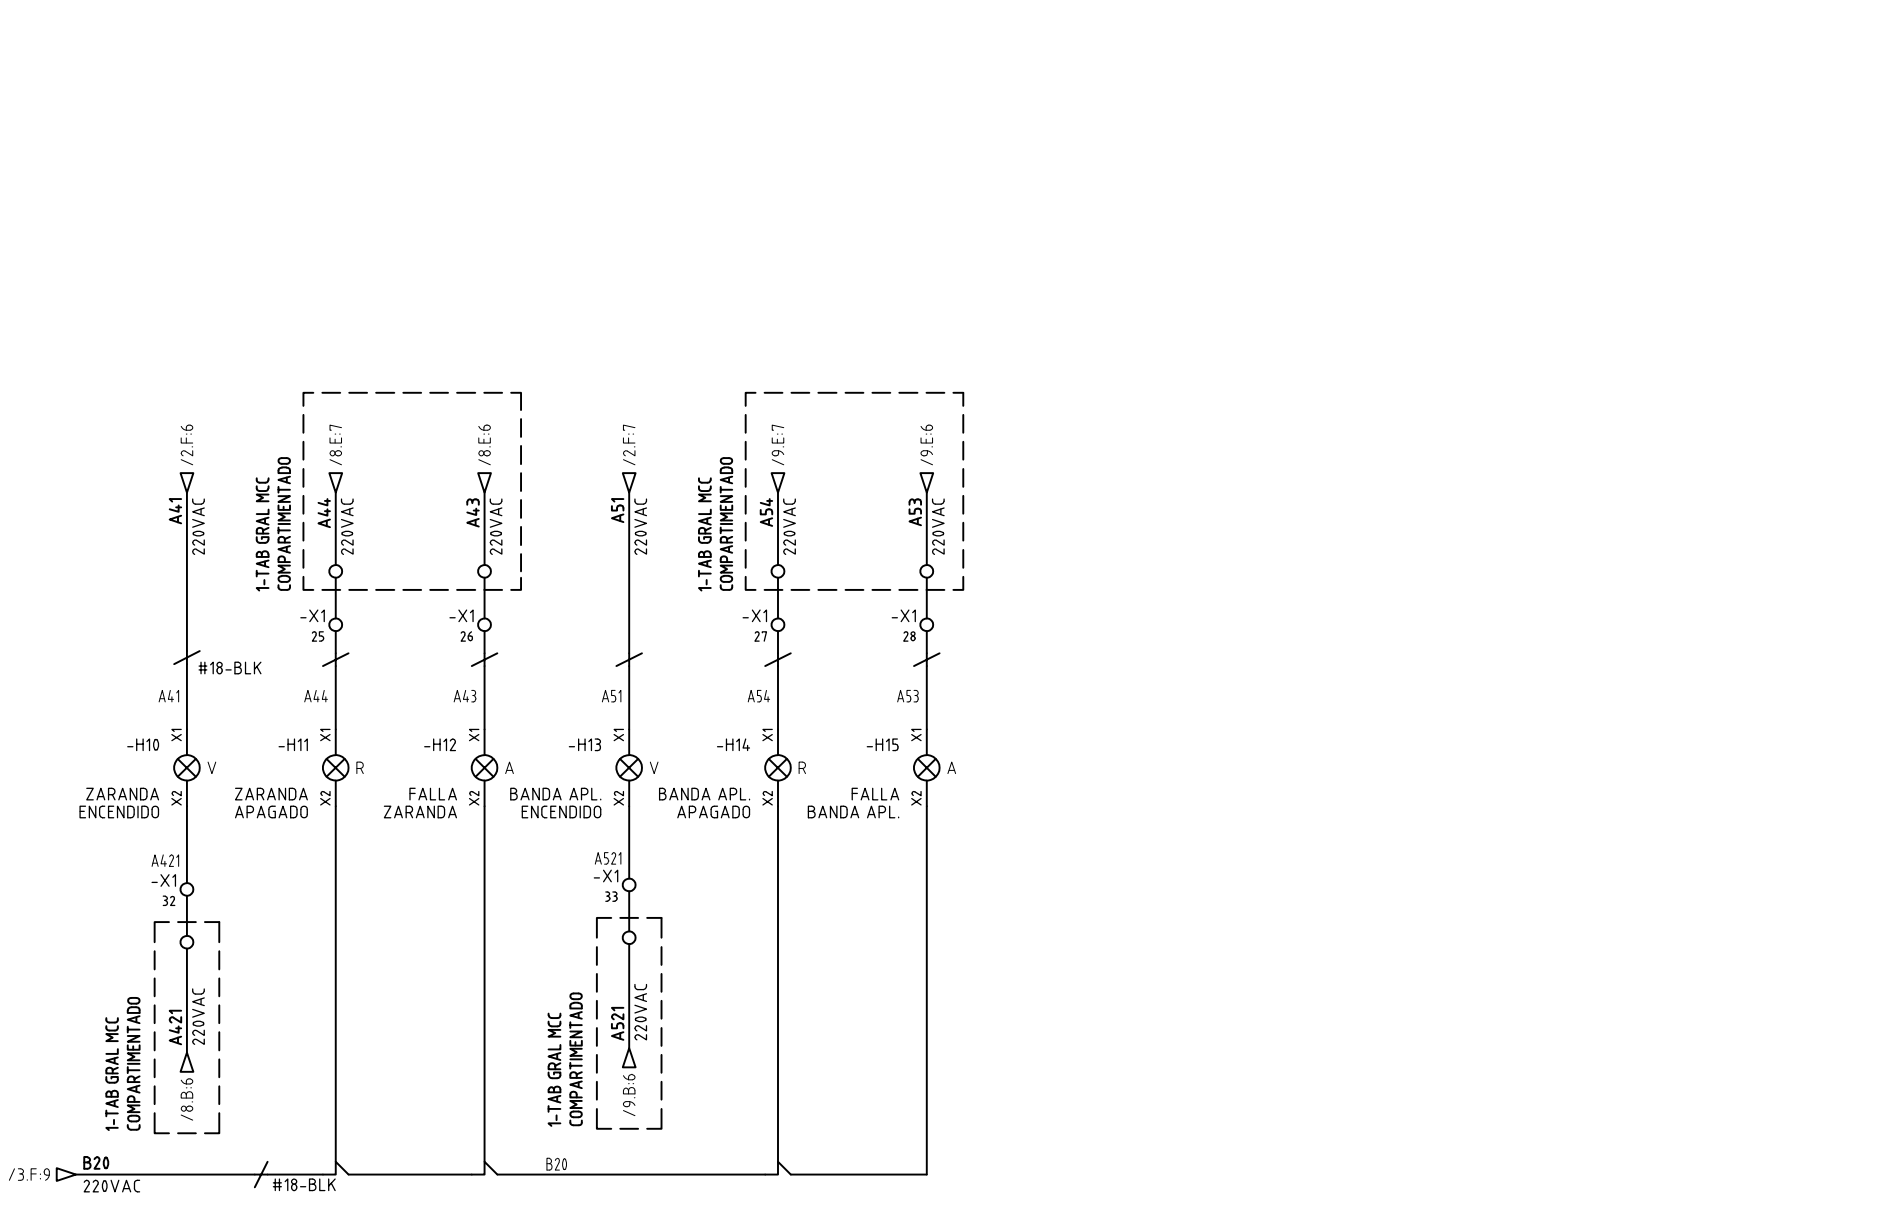 /2.F:6
A41
220VAC
#18-BLK
A41
X1
-H10
V
X2
ZARANDA
ENCENDIDO
A421
-X1
32
1-TAB GRAL MCC
COMPARTIMENTADO
A421
220VAC
/8.B:6
1-TAB GRAL MCC
COMPARTIMENTADO
/8.E:7
A44
220VAC
-X1
25
A44
X1
-H11
R
X2
ZARANDA
APAGADO
/8.E:6
A43
220VAC
-X1
26
A43
X1
-H12
A
X2
FALLA
ZARANDA
/2.F:7
A51
220VAC
A51
X1
-H13
V
X2
BANDA APL.
ENCENDIDO
A521
-X1
33
1-TAB GRAL MCC
COMPARTIMENTADO
A521
220VAC
/9.B:6
1-TAB GRAL MCC
COMPARTIMENTADO
/9.E:7
A54
220VAC
-X1
27
A54
X1
-H14
R
X2
BANDA APL.
APAGADO
/9.E:6
A53
220VAC
-X1
28
A53
X1
-H15
A
X2
FALLA
BANDA APL.
/3.F:9
B20
220VAC
#18-BLK
B20